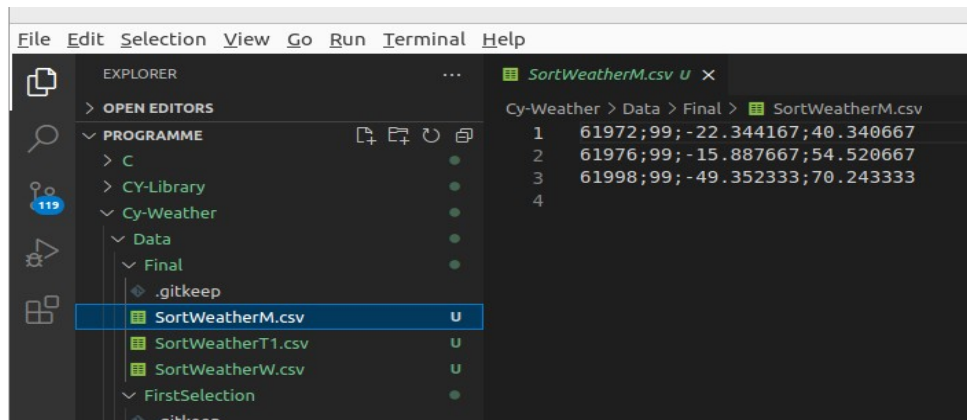 File Edit Selection View Go Run Terminal Help
EXPLORER
OPEN EDITORS
PROGRAMME
C
CY-Library
Cy-Weather
Data
Final
.gitkeep
SortWeatherM.csv U
SortWeatherT1.csv U
SortWeatherW.csv U
FirstSelection
.gitkeep
119
SortWeatherM.csv U
Cy-Weather > Data > Final > SortWeatherM.csv
1 61972;99;-22.344167;40.340667
2 61976;99;-15.887667;54.520667
3 61998;99;-49.352333;70.243333
4